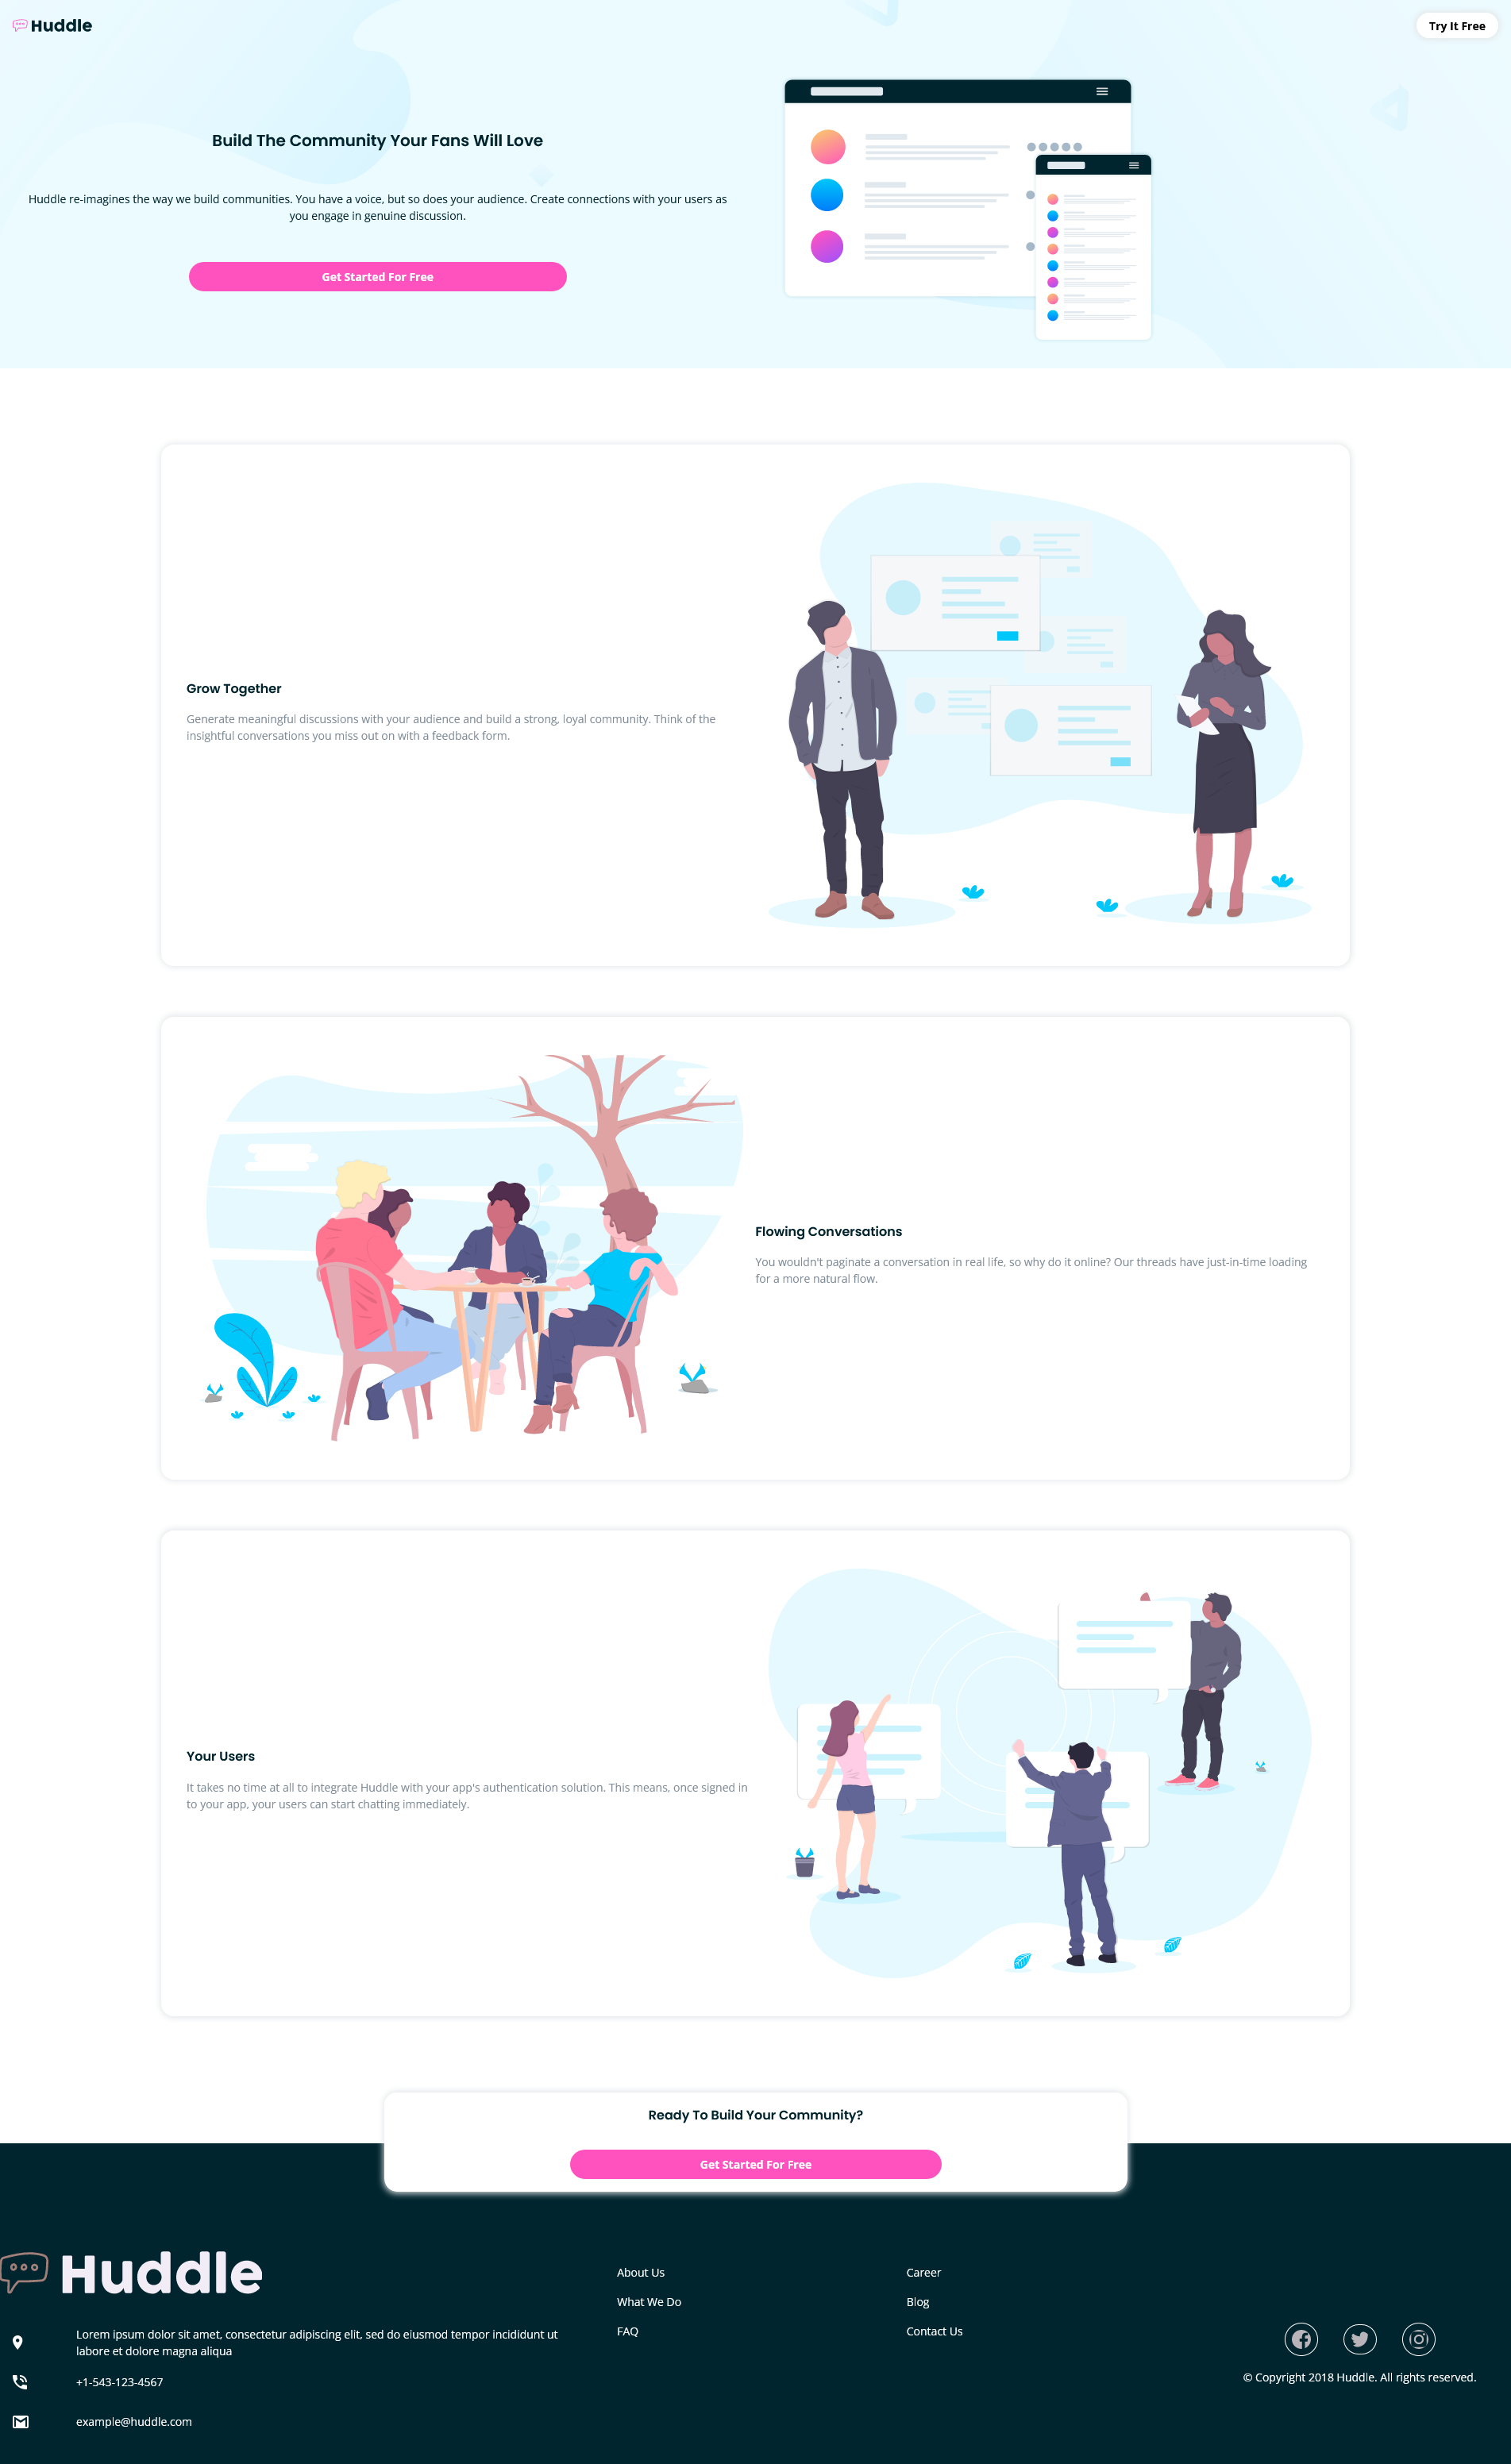 Huddle
Try It Free
Build The Community Your Fans Will Love
Huddle re-imagines the way we build communities. You have a voice, but so does your audience. Create connections with your users as
you engage in genuine discussion.
Get Started For Free
Grow Together
Generate meaningful discussions with your audience and build a strong, loyal community. Think of the
insightful conversations you miss out on with a feedback form.
Flowing Conversations
You wouldn't paginate a conversation in real life, so why do it online? Our threads have just-in-time loading
for a more natural flow.
Your Users
It takes no time at all to integrate Huddle with your app's authentication solution. This means, once signed in
to your app, your users can start chatting immediately.
Ready To Build Your Community?
Get Started For Free
Huddle
Lorem ipsum dolor sit amet, consectetur adipiscing elit, sed do eiusmod tempor incididunt ut
labore et dolore magna aliqua
+1-543-123-4567
example@huddle.com
About Us
What We Do
FAQ
Career
Blog
Contact Us
© Copyright 2018 Huddle. All rights reserved.